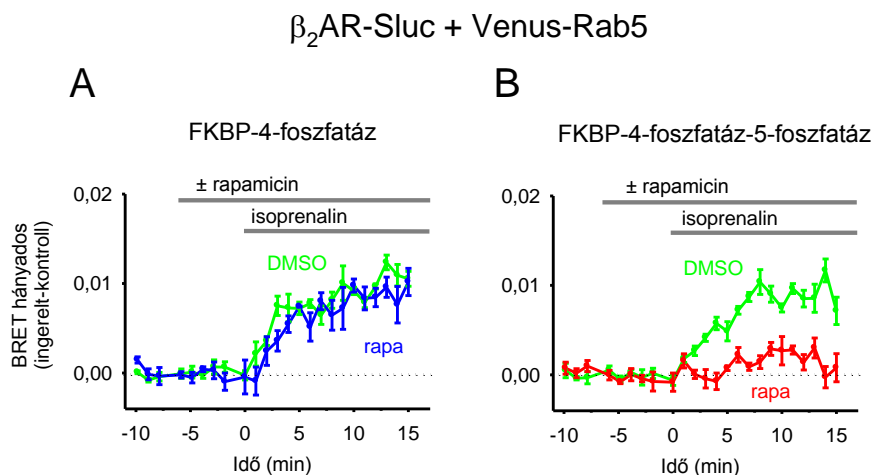 β₂AR-Sluc + Venus-Rab5
A
FKBP-4-foszfatáz
BRET hányados
(ingerelt-kontroll)
0,02
0,01
0,00
± rapamicin
isoprenalin
DMSO
rapa
-10 -5 0 5 10 15
Idő (min)
B
FKBP-4-foszfatáz-5-foszfatáz
0,02
0,01
0,00
± rapamicin
isoprenalin
DMSO
rapa
-10 -5 0 5 10 15
Idő (min)